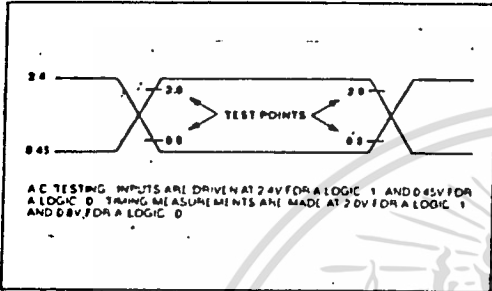 2.4
2.0
2.0
TEST POINTS
0.8
0.8
0.45
A.C. TESTING: INPUTS ARE DRIVEN AT 2.4V FOR A LOGIC 1 AND 0.45V FOR
A LOGIC 0. TIMING MEASUREMENTS ARE MADE AT 2.0V FOR A LOGIC 1
AND 0.8V FOR A LOGIC 0